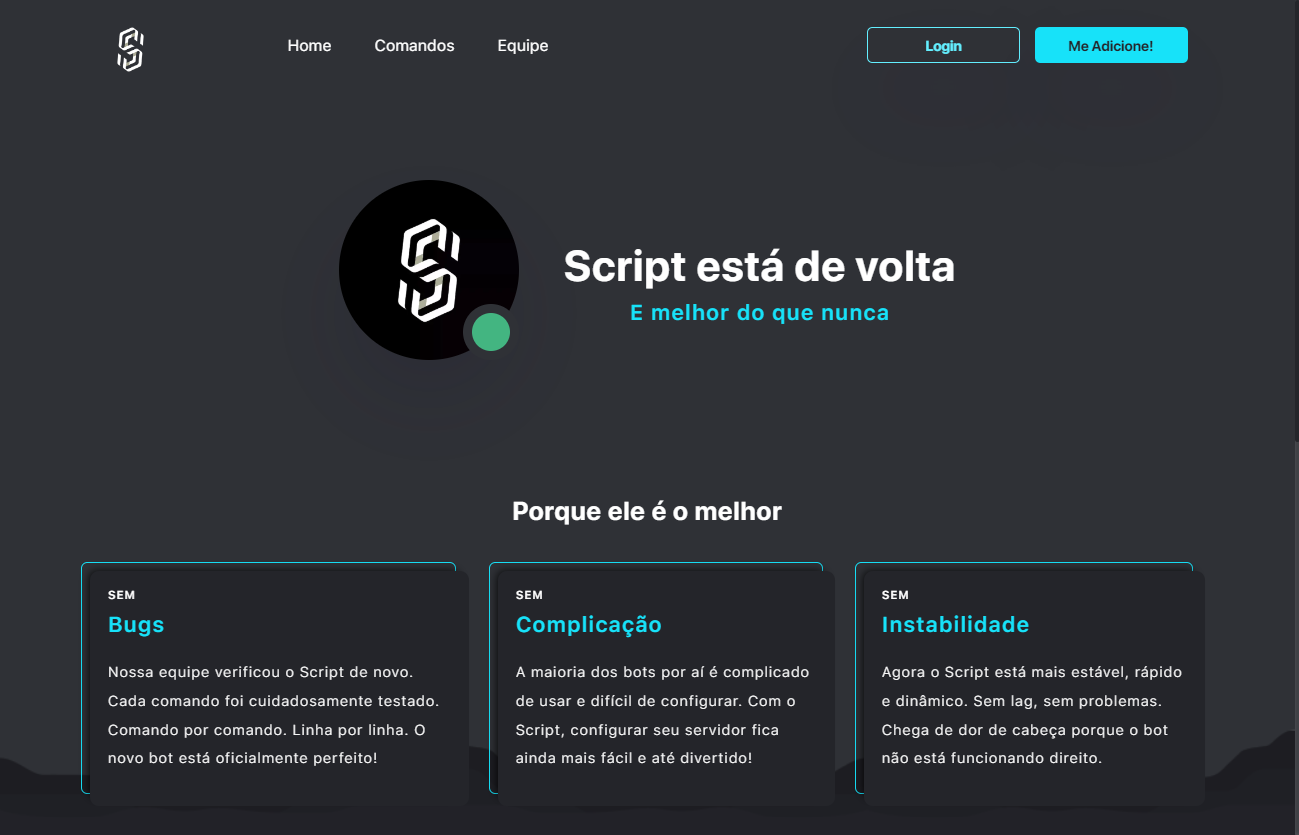 Home
Comandos
Equipe
Login
Me Adicione!
Script está de volta
E melhor do que nunca
Porque ele é o melhor
SEM
Bugs
Nossa equipe verificou o Script de novo.
Cada comando foi cuidadosamente testado.
Comando por comando. Linha por linha. O
novo bot está oficialmente perfeito!
SEM
Complicação
A maioria dos bots por aí é complicado
de usar e difícil de configurar. Com o
Script, configurar seu servidor fica
ainda mais fácil e até divertido!
SEM
Instabilidade
Agora o Script está mais estável, rápido
e dinâmico. Sem lag, sem problemas.
Chega de dor de cabeça porque o bot
não está funcionando direito.